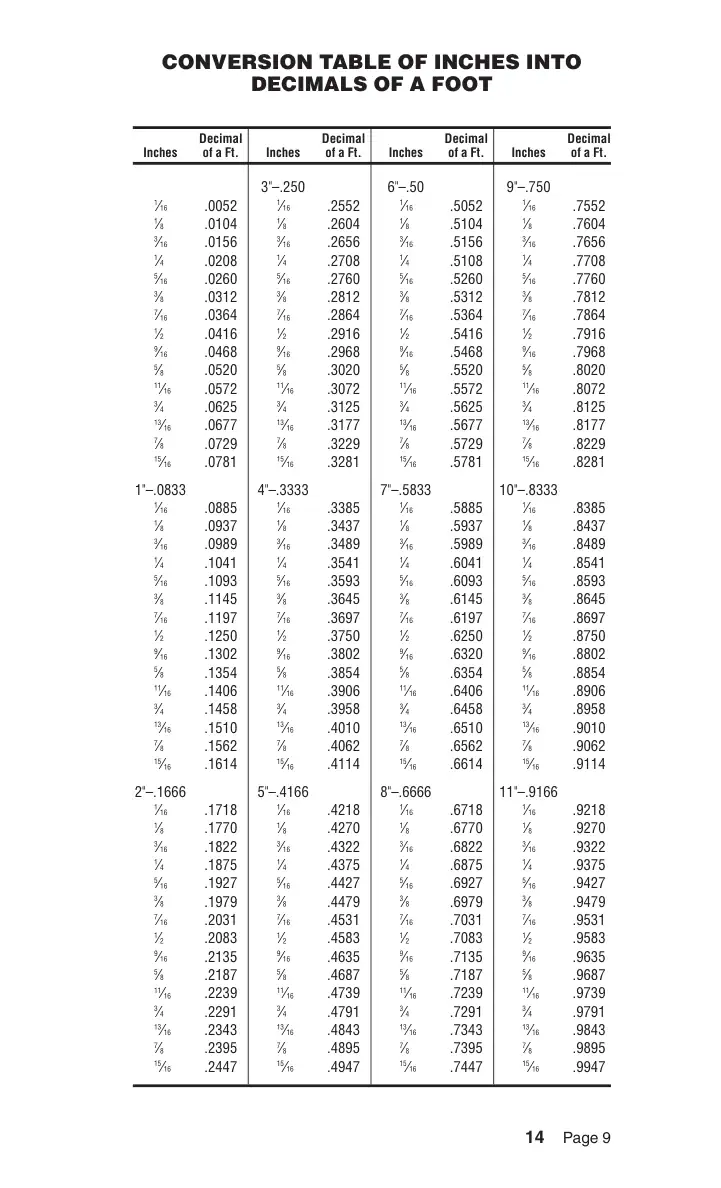 CONVERSION TABLE OF INCHES INTO
DECIMALS OF A FOOT
Decimal Decimal Decimal Decimal
Inches of a Ft. Inches of a Ft. Inches of a Ft. Inches of a Ft.
3"–.250 6"–.50 9"–.750
1⁄16 .0052 1⁄16 .2552 1⁄16 .5052 1⁄16 .7552
1⁄8 .0104 1⁄8 .2604 1⁄8 .5104 1⁄8 .7604
3⁄16 .0156 3⁄16 .2656 3⁄16 .5156 3⁄16 .7656
1⁄4 .0208 1⁄4 .2708 1⁄4 .5108 1⁄4 .7708
5⁄16 .0260 5⁄16 .2760 5⁄16 .5260 5⁄16 .7760
3⁄8 .0312 3⁄8 .2812 3⁄8 .5312 3⁄8 .7812
7⁄16 .0364 7⁄16 .2864 7⁄16 .5364 7⁄16 .7864
1⁄2 .0416 1⁄2 .2916 1⁄2 .5416 1⁄2 .7916
9⁄16 .0468 9⁄16 .2968 9⁄16 .5468 9⁄16 .7968
5⁄8 .0520 5⁄8 .3020 5⁄8 .5520 5⁄8 .8020
11⁄16 .0572 11⁄16 .3072 11⁄16 .5572 11⁄16 .8072
3⁄4 .0625 3⁄4 .3125 3⁄4 .5625 3⁄4 .8125
13⁄16 .0677 13⁄16 .3177 13⁄16 .5677 13⁄16 .8177
7⁄8 .0729 7⁄8 .3229 7⁄8 .5729 7⁄8 .8229
15⁄16 .0781 15⁄16 .3281 15⁄16 .5781 15⁄16 .8281
1"–.0833 4"–.3333 7"–.5833 10"–.8333
1⁄16 .0885 1⁄16 .3385 1⁄16 .5885 1⁄16 .8385
1⁄8 .0937 1⁄8 .3437 1⁄8 .5937 1⁄8 .8437
3⁄16 .0989 3⁄16 .3489 3⁄16 .5989 3⁄16 .8489
1⁄4 .1041 1⁄4 .3541 1⁄4 .6041 1⁄4 .8541
5⁄16 .1093 5⁄16 .3593 5⁄16 .6093 5⁄16 .8593
3⁄8 .1145 3⁄8 .3645 3⁄8 .6145 3⁄8 .8645
7⁄16 .1197 7⁄16 .3697 7⁄16 .6197 7⁄16 .8697
1⁄2 .1250 1⁄2 .3750 1⁄2 .6250 1⁄2 .8750
9⁄16 .1302 9⁄16 .3802 9⁄16 .6320 9⁄16 .8802
5⁄8 .1354 5⁄8 .3854 5⁄8 .6354 5⁄8 .8854
11⁄16 .1406 11⁄16 .3906 11⁄16 .6406 11⁄16 .8906
3⁄4 .1458 3⁄4 .3958 3⁄4 .6458 3⁄4 .8958
13⁄16 .1510 13⁄16 .4010 13⁄16 .6510 13⁄16 .9010
7⁄8 .1562 7⁄8 .4062 7⁄8 .6562 7⁄8 .9062
15⁄16 .1614 15⁄16 .4114 15⁄16 .6614 15⁄16 .9114
2"–.1666 5"–.4166 8"–.6666 11"–.9166
1⁄16 .1718 1⁄16 .4218 1⁄16 .6718 1⁄16 .9218
1⁄8 .1770 1⁄8 .4270 1⁄8 .6770 1⁄8 .9270
3⁄16 .1822 3⁄16 .4322 3⁄16 .6822 3⁄16 .9322
1⁄4 .1875 1⁄4 .4375 1⁄4 .6875 1⁄4 .9375
5⁄16 .1927 5⁄16 .4427 5⁄16 .6927 5⁄16 .9427
3⁄8 .1979 3⁄8 .4479 3⁄8 .6979 3⁄8 .9479
7⁄16 .2031 7⁄16 .4531 7⁄16 .7031 7⁄16 .9531
1⁄2 .2083 1⁄2 .4583 1⁄2 .7083 1⁄2 .9583
9⁄16 .2135 9⁄16 .4635 9⁄16 .7135 9⁄16 .9635
5⁄8 .2187 5⁄8 .4687 5⁄8 .7187 5⁄8 .9687
11⁄16 .2239 11⁄16 .4739 11⁄16 .7239 11⁄16 .9739
3⁄4 .2291 3⁄4 .4791 3⁄4 .7291 3⁄4 .9791
13⁄16 .2343 13⁄16 .4843 13⁄16 .7343 13⁄16 .9843
7⁄8 .2395 7⁄8 .4895 7⁄8 .7395 7⁄8 .9895
15⁄16 .2447 15⁄16 .4947 15⁄16 .7447 15⁄16 .9947
14 Page 9